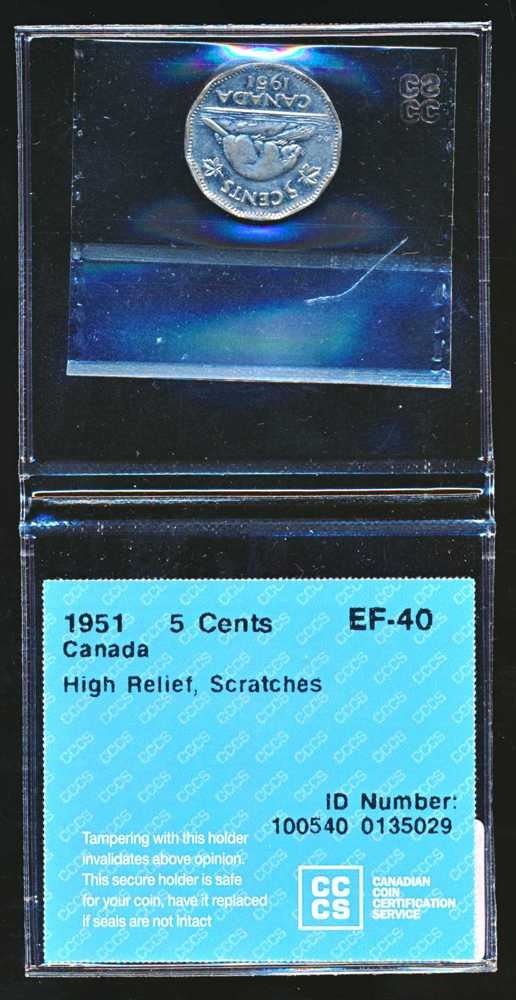 1951
CANADA
5 CENTS
1951 5 Cents EF-40
Canada
High Relief, Scratches
ID Number:
100540 0135029
Tampering with this holder
invalidates above opinion.
This secure holder is safe
for your coin, have it replaced
if seals are not intact
CC
CS
CANADIAN
COIN
CERTIFICATION
SERVICE